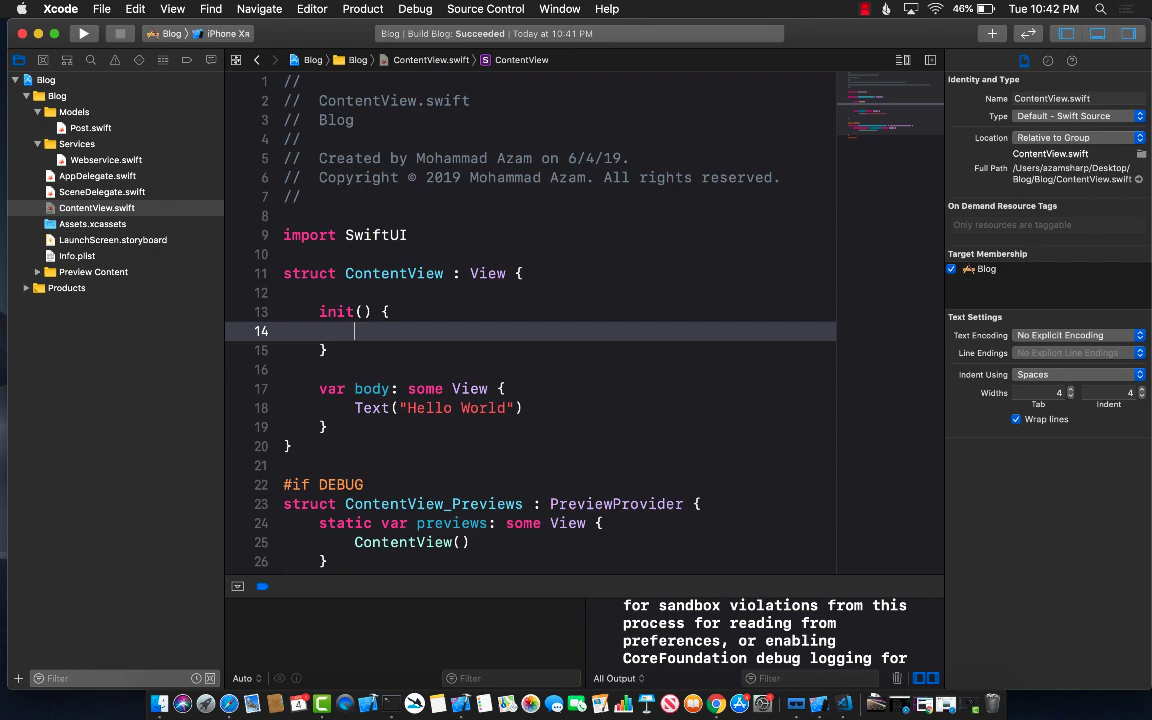 Xcode File Edit View Find Navigate Editor Product Debug Source Control Window Help 46% Tue 10:42 AM
Blog iPhone XR Blog | Build Blog: Succeeded | Today at 10:41 PM
Blog Blog ContentView.swift ContentView
Blog
Blog
Models
Post.swift
Services
Webservice.swift
AppDelegate.swift
SceneDelegate.swift
ContentView.swift
Assets.xcassets
LaunchScreen.storyboard
Info.plist
Preview Content
Products
Filter
1 //
2 // ContentView.swift
3 // Blog
4 //
5 // Created by Mohammad Azam on 6/4/19.
6 // Copyright © 2019 Mohammad Azam. All rights reserved.
7 //
8
9 import SwiftUI
10
11 struct ContentView : View {
12
13 init() {
14
15 }
16
17 var body: some View {
18 Text("Hello World")
19 }
20 }
21
22 #if DEBUG
23 struct ContentView_Previews : PreviewProvider {
24 static var previews: some View {
25 ContentView()
26 }
for sandbox violations from this
process for reading from
preferences, or enabling
CoreFoundation debug logging for
Auto Filter All Output Filter
Identity and Type
Name ContentView.swift
Type Default - Swift Source
Location Relative to Group
ContentView.swift
Full Path /Users/azamsharp/Desktop/
Blog/Blog/ContentView.swift
On Demand Resource Tags
Only resources are taggable
Target Membership
Blog
Text Settings
Text Encoding No Explicit Encoding
Line Endings No Explicit Line Endings
Indent Using Spaces
Widths 4 4
Tab Indent
Wrap lines